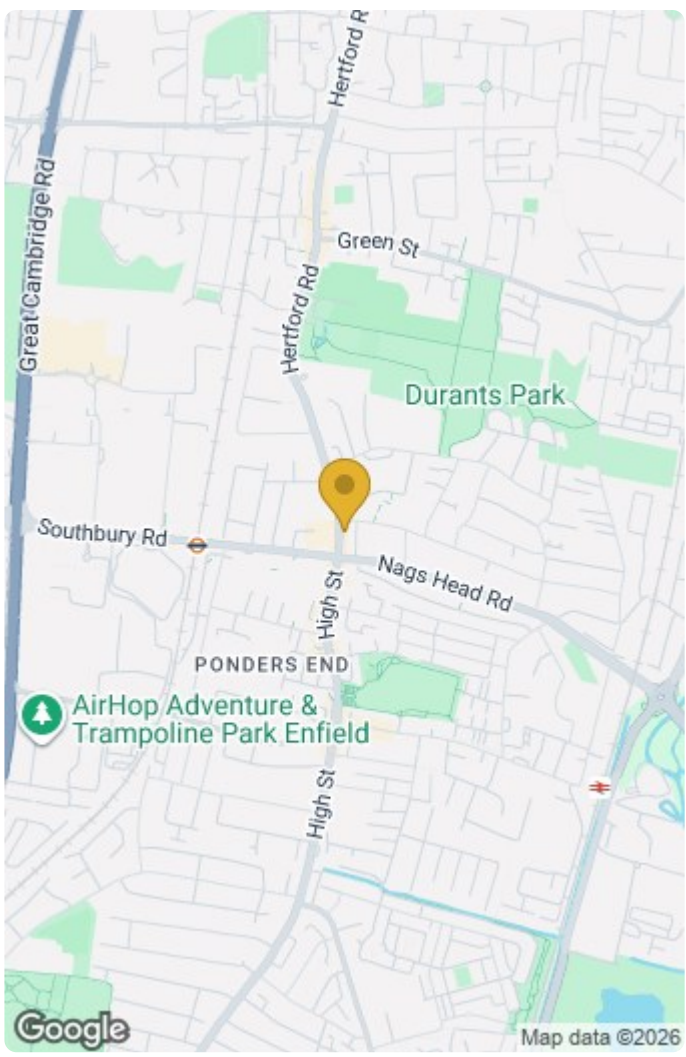 Hertford R
Great Cambridge Rd
Green St
Hertford Rd
Durants Park
Southbury Rd
Nags Head Rd
High St
PONDERS END
AirHop Adventure &
Trampoline Park Enfield
High St
Google
Map data ©2026